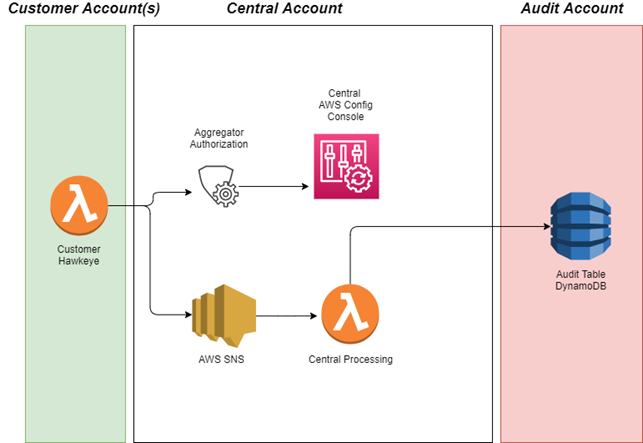 Customer Account(s)
Central Account
Audit Account
Central
AWS Config
Console
Aggregator
Authorization
Customer
Hawkeye
Audit Table
DynamoDB
AWS SNS
Central Processing